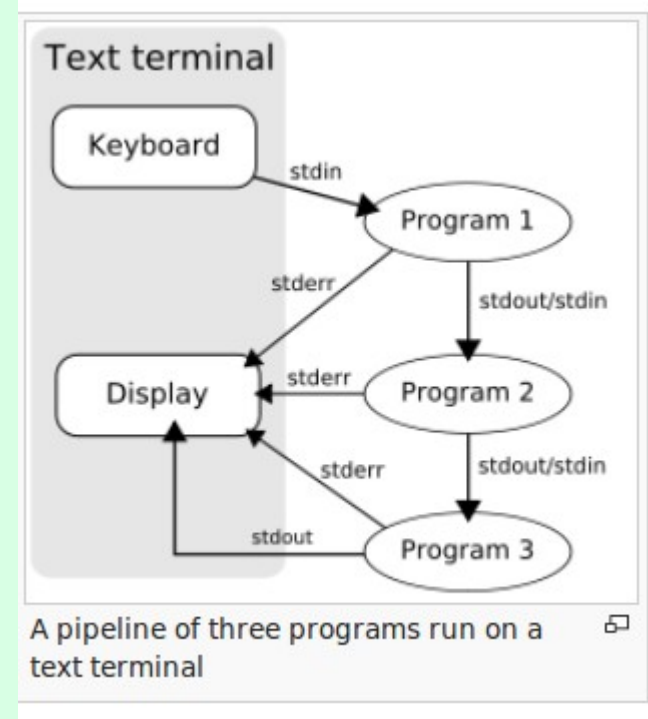 Text terminal
Keyboard
stdin
Program 1
stderr
stdout/stdin
Display
stderr
Program 2
stderr
stdout/stdin
stdout
Program 3
A pipeline of three programs run on a
text terminal